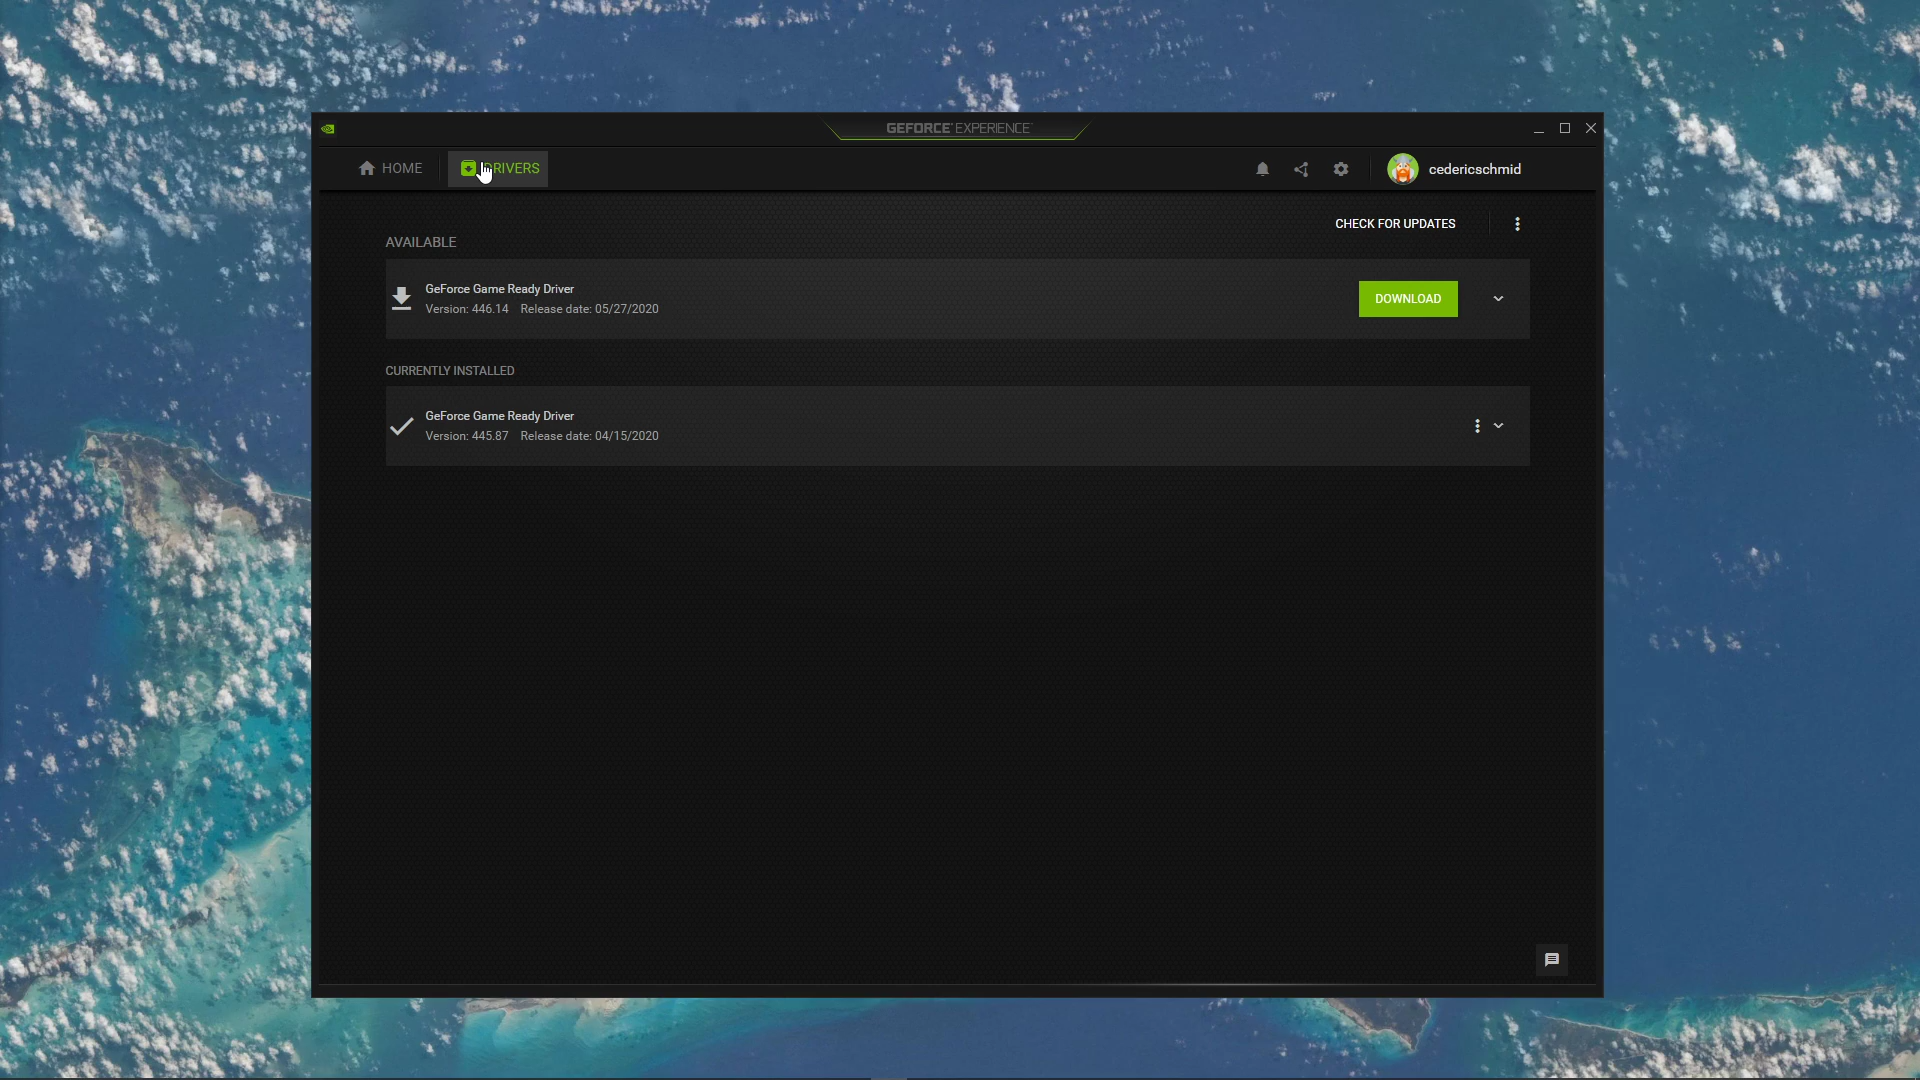 GEFORCE EXPERIENCE
HOME
DRIVERS
cedericschmid
CHECK FOR UPDATES
AVAILABLE
GeForce Game Ready Driver
Version: 446.14 Release date: 05/27/2020
DOWNLOAD
CURRENTLY INSTALLED
GeForce Game Ready Driver
Version: 445.87 Release date: 04/15/2020